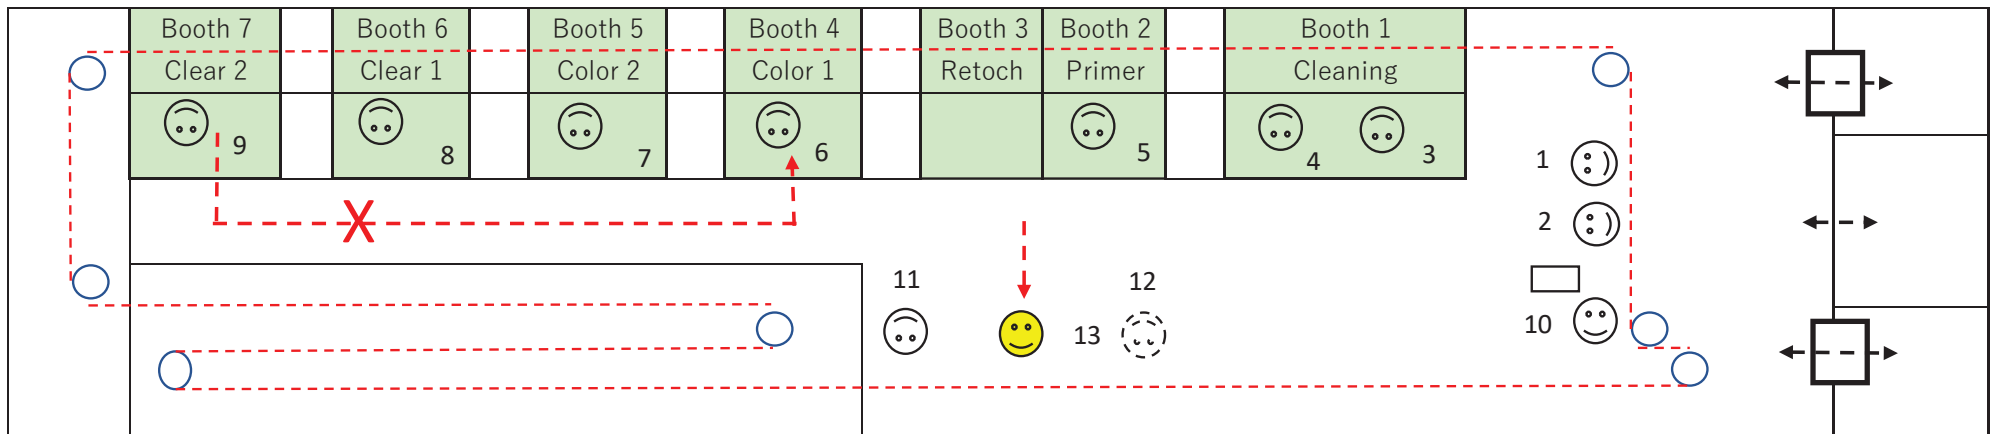 Booth 7 Booth 6 Booth 5 Booth 4 Booth 3 Booth 2 Booth 1
Clear 2 Clear 1 Color 2 Color 1 Retoch Primer Cleaning
9 8 7 6 5 4 3
1
2
X
11 12
10
13